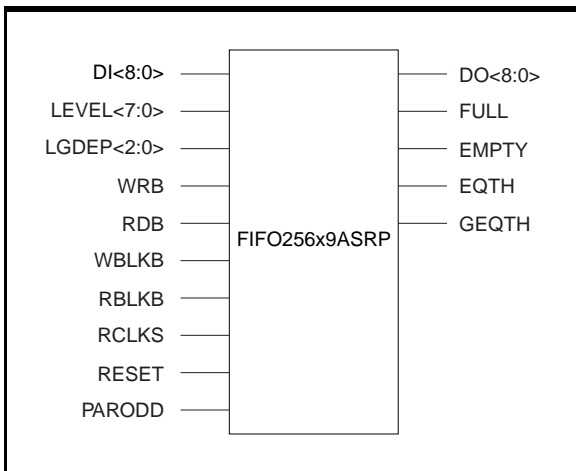 DI<8:0>
LEVEL<7:0>
LGDEP<2:0>
WRB
RDB
WBLKB
RBLKB
RCLKS
RESET
PARODD
FIFO256x9ASRP
DO<8:0>
FULL
EMPTY
EQTH
GEQTH